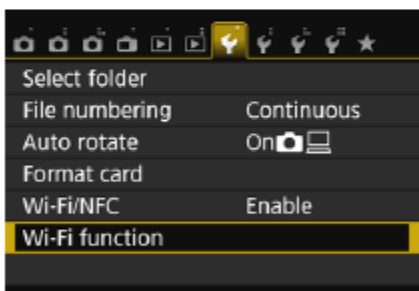 Select folder
File numbering Continuous
Auto rotate On
Format card
Wi-Fi/NFC Enable
Wi-Fi function